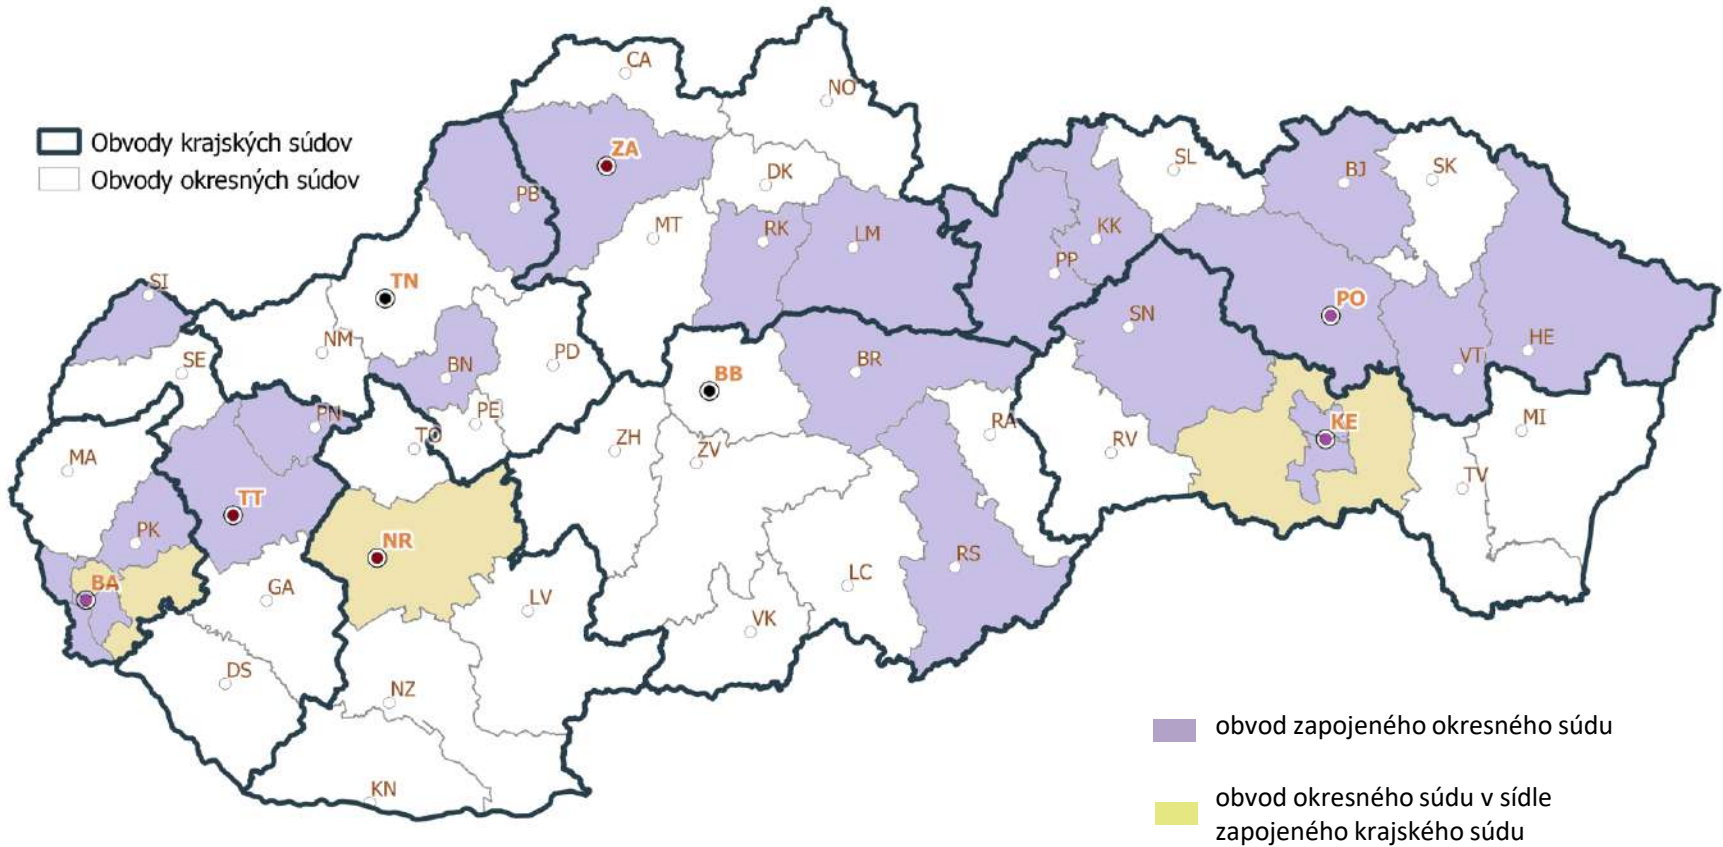 CA
NO
Obvody krajských súdov
Obvody okresných súdov
ZA
SL
BJ
SK
DK
PB
MT
RK
LM
KK
PP
SI
TN
PO
SN
NM
SE
PD
BN
BR
VT
HE
BB
PN
PE
TO
ZH
ZV
RA
RV
KE
MI
MA
TV
TT
PK
NR
RS
BA
GA
LV
LC
VK
DS
NZ
KN
obvod zapojeného okresného súdu
obvod okresného súdu v sídle
zapojeného krajského súdu